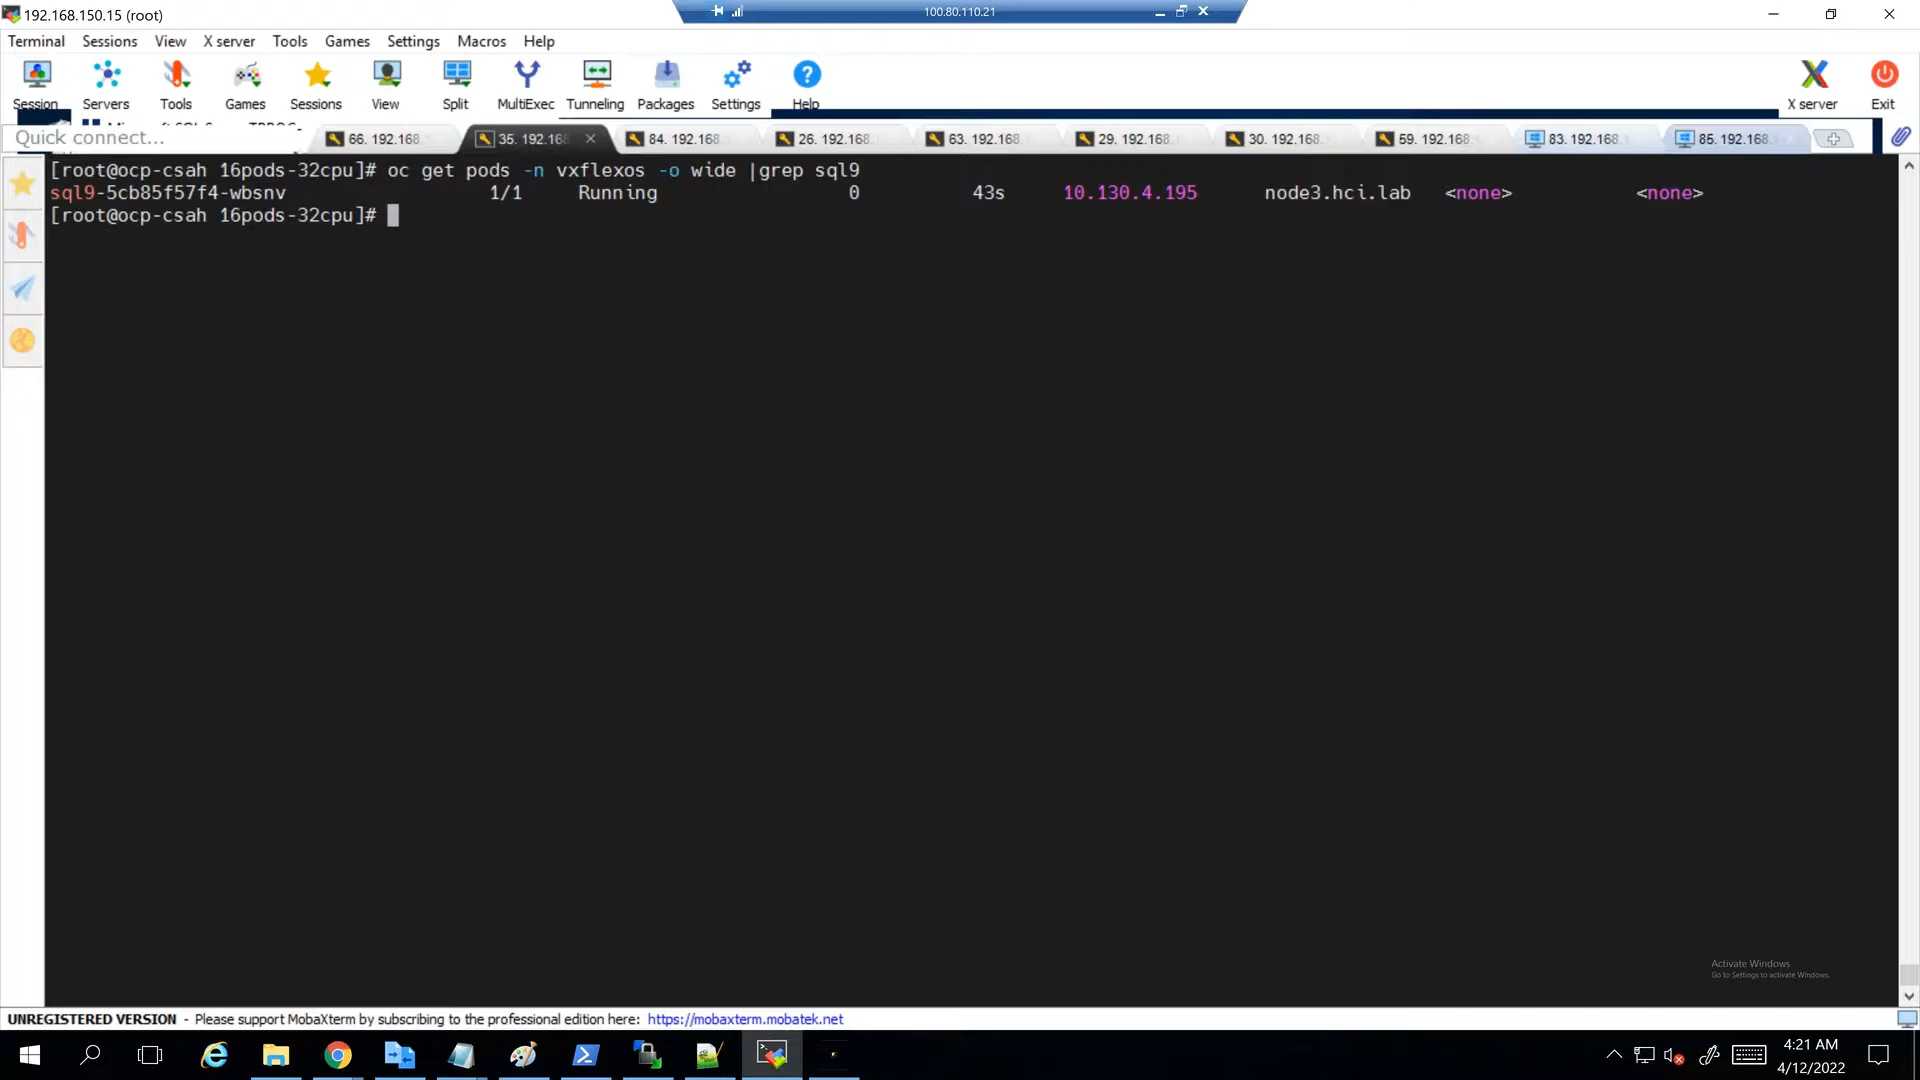 192.168.150.15 (root)
100.80.110.21
Terminal Sessions View X server Tools Games Settings Macros Help
Session Servers Tools Games Sessions View Split MultiExec Tunneling Packages Settings Help X server Exit
Quick connect... 66. 192.168. 35. 192.168. 84. 192.168. 26. 192.168. 63. 192.168. 29. 192.168. 30. 192.168. 59. 192.168. 83. 192.168. 85. 192.168.
[root@ocp-csah 16pods-32cpu]# oc get pods -n vxflexos -o wide |grep sql9
sql9-5cb85f57f4-wbsnv 1/1 Running 0 43s 10.130.4.195 node3.hci.lab <none> <none>
[root@ocp-csah 16pods-32cpu]#
Activate Windows
Go to Settings to activate Windows.
UNREGISTERED VERSION - Please support MobaXterm by subscribing to the professional edition here: https://mobaxterm.mobatek.net
4:21 AM
4/12/2022